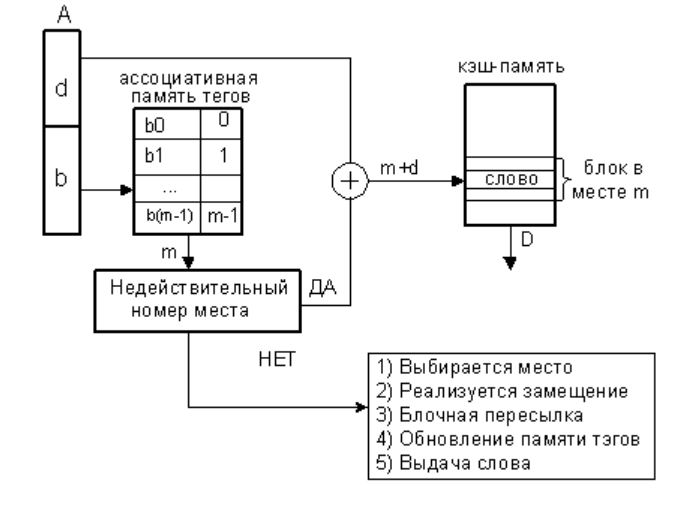 A
d
b
ассоциативная
память тегов
b0 0
b1 1
...
b(m-1) m-1
m
Недействительный
номер места
ДА
НЕТ
+
m+d
кэш-память
слово
блок в
месте m
D
1) Выбирается место
2) Реализуется замещение
3) Блочная пересылка
4) Обновление памяти тэгов
5) Выдача слова